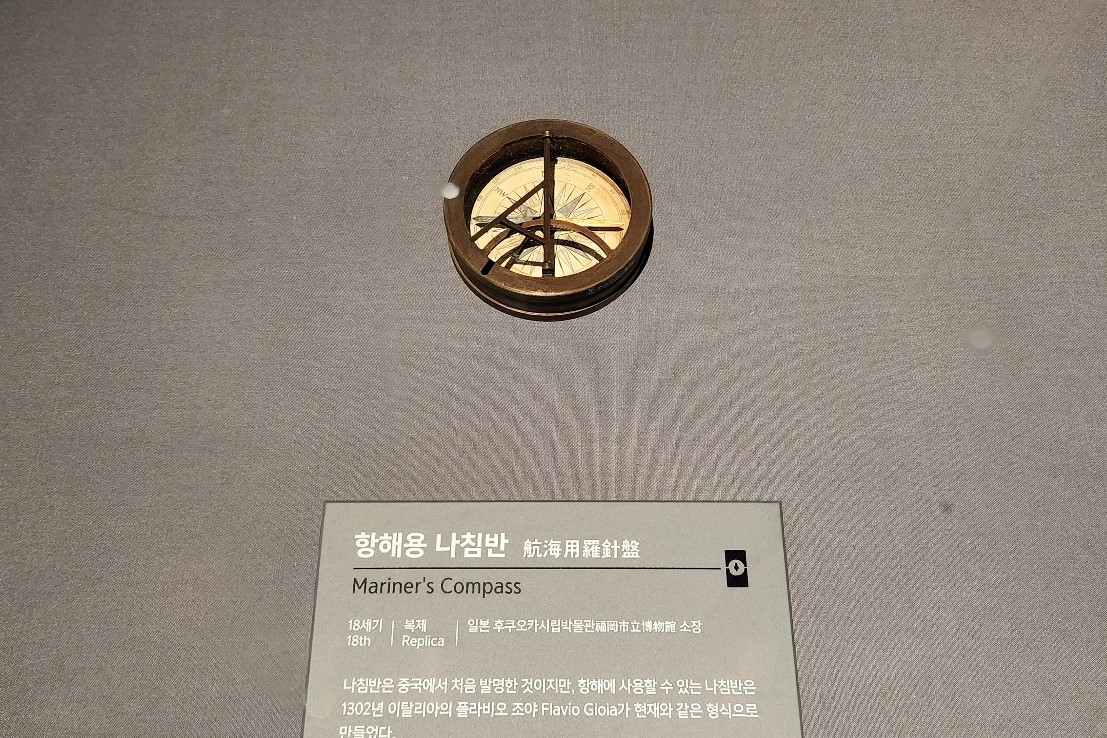 항해용 나침반 航海用羅針盤
Mariner's Compass
18세기 | 복제 | 일본 후쿠오카시립박물관福岡市立博物館 소장
18th | Replica
나침반은 중국에서 처음 발명한 것이지만, 항해에 사용할 수 있는 나침반은
1302년 이탈리아의 플라비오 조야 Flavio Gioia가 현재와 같은 형식으로
만들었다.